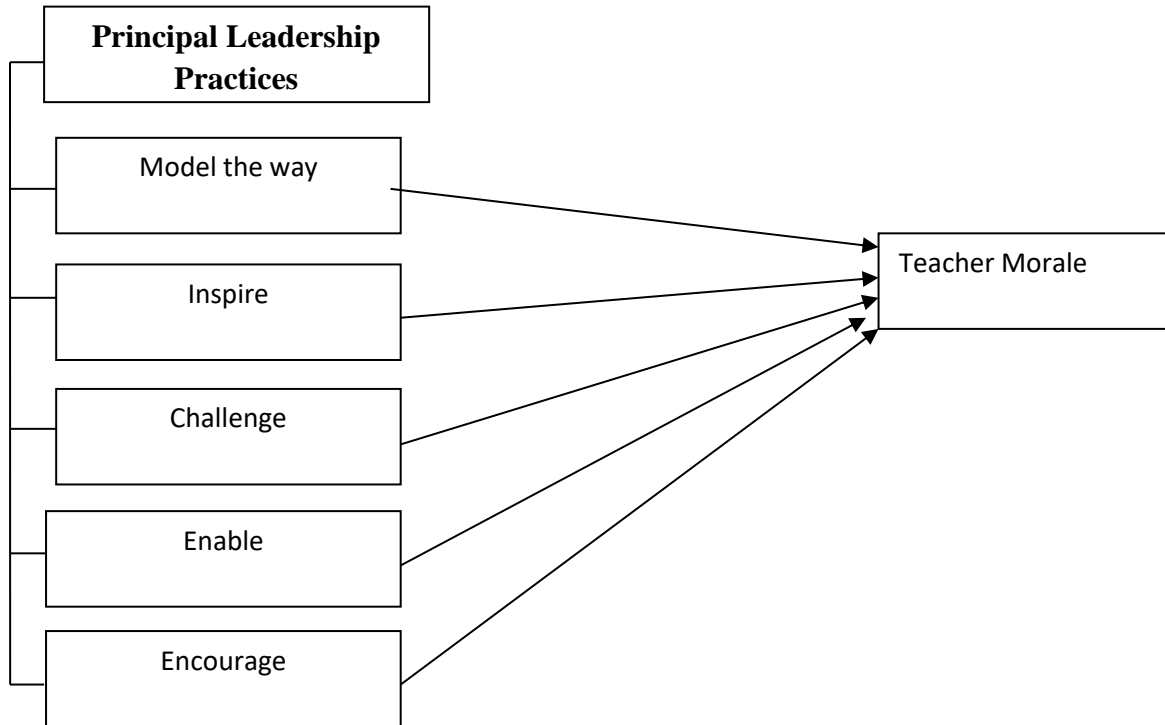 Principal Leadership
Practices
Model the way
Inspire
Challenge
Enable
Encourage
Teacher Morale